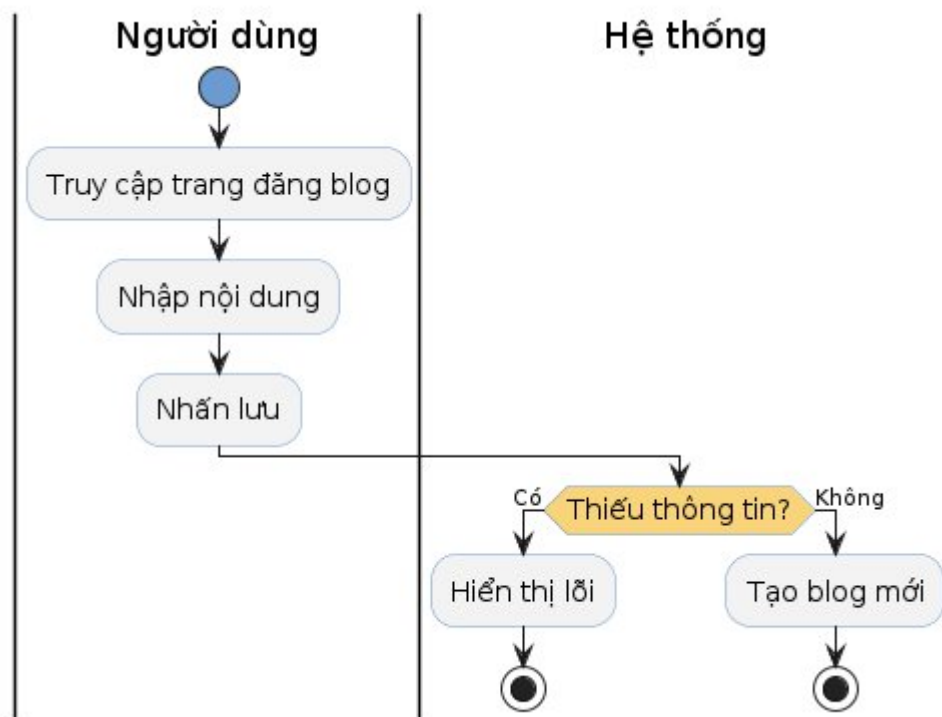 Người dùng
Hệ thống
Truy cập trang đăng blog
Nhập nội dung
Nhấn lưu
Có
Thiếu thông tin?
Không
Hiển thị lỗi
Tạo blog mới